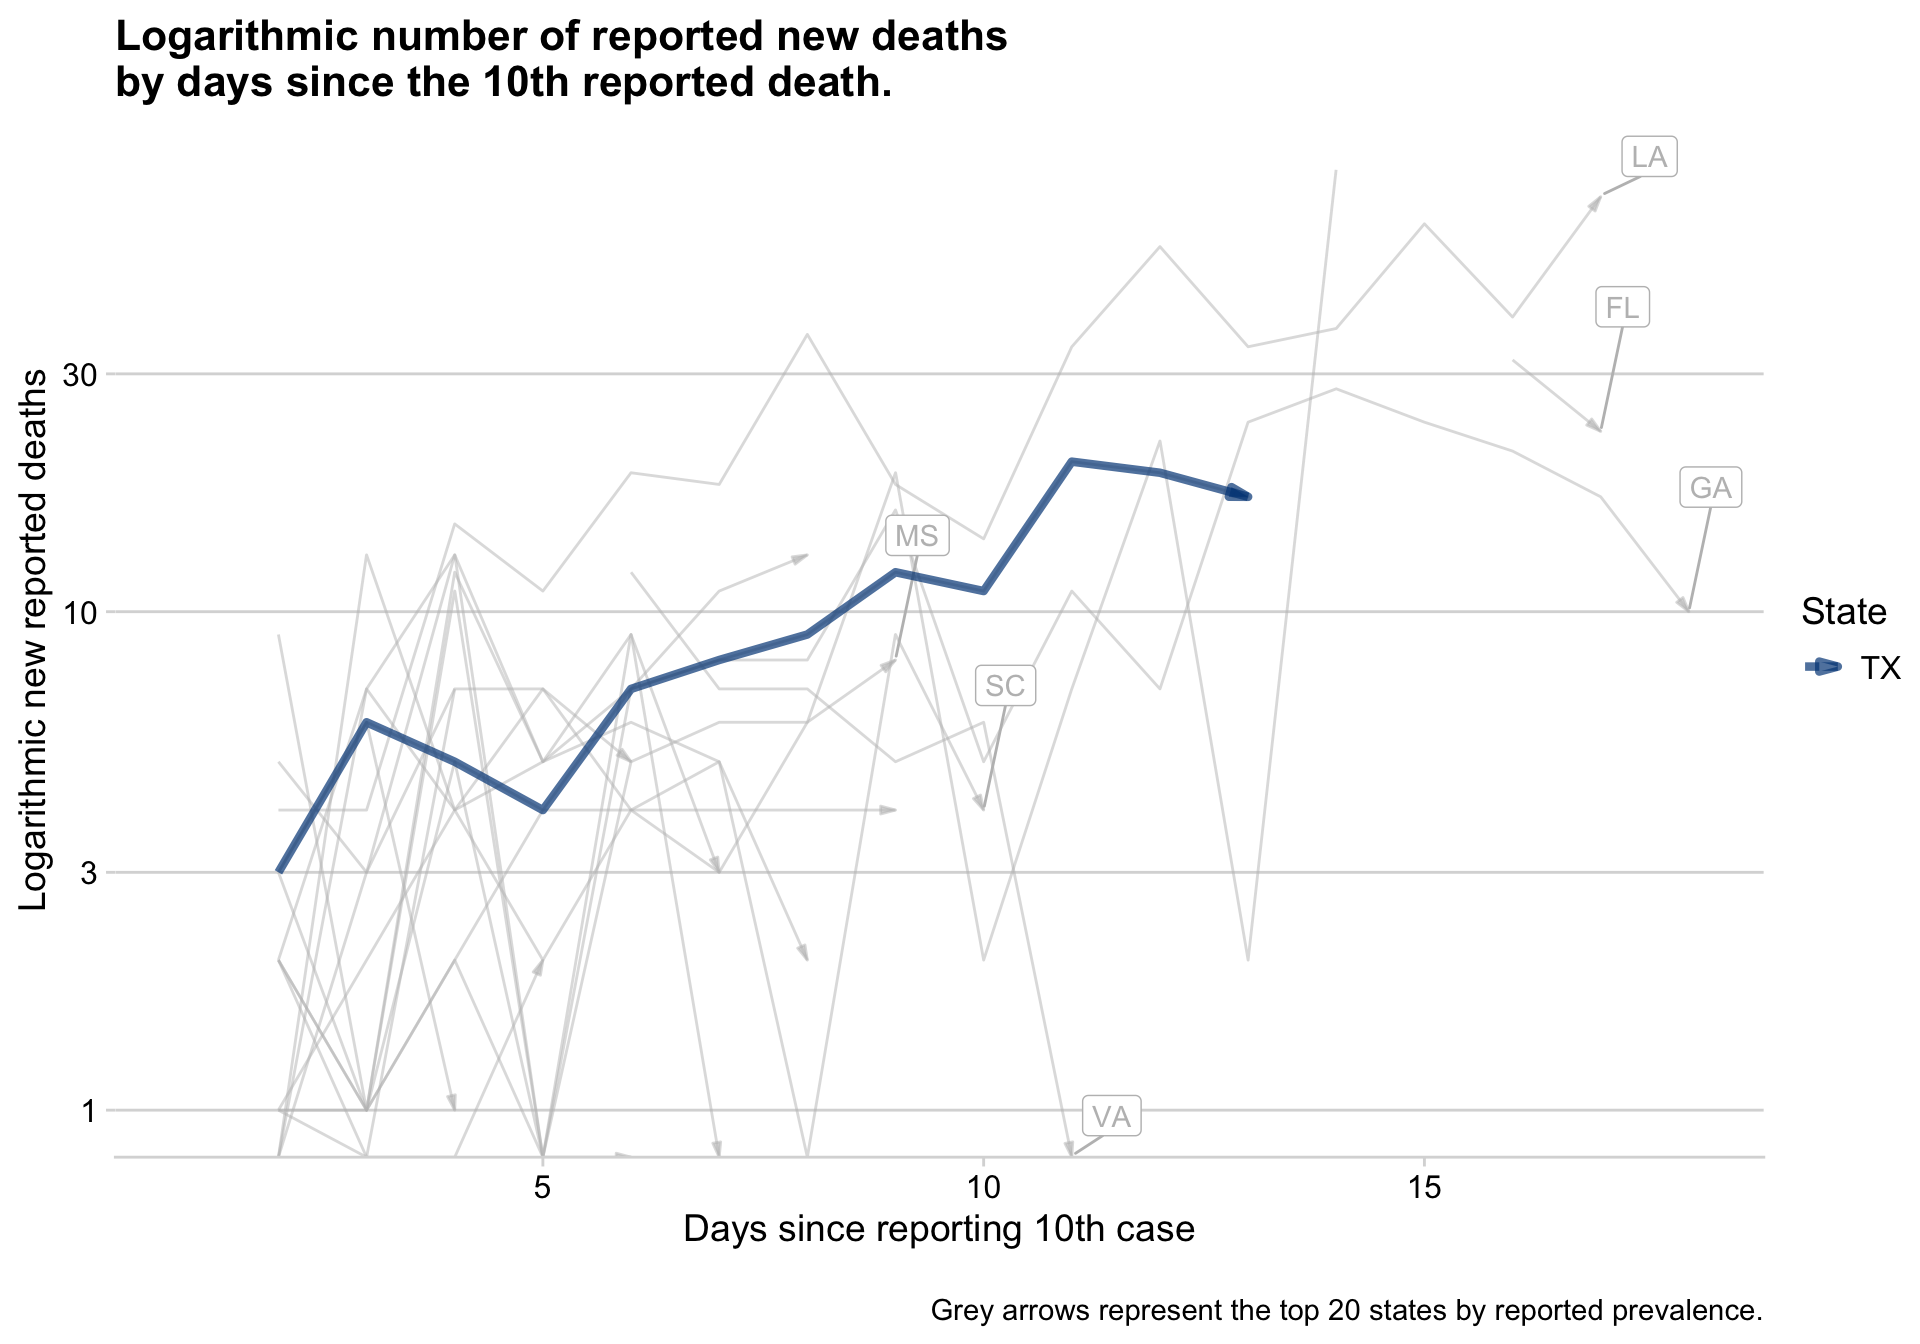 Logarithmic number of reported new deaths
by days since the 10th reported death.
LA
FL
30
GA
MS
10
SC
3
VA
1
Logarithmic new reported deaths
State
TX
5
10
15
Days since reporting 10th case
Grey arrows represent the top 20 states by reported prevalence.